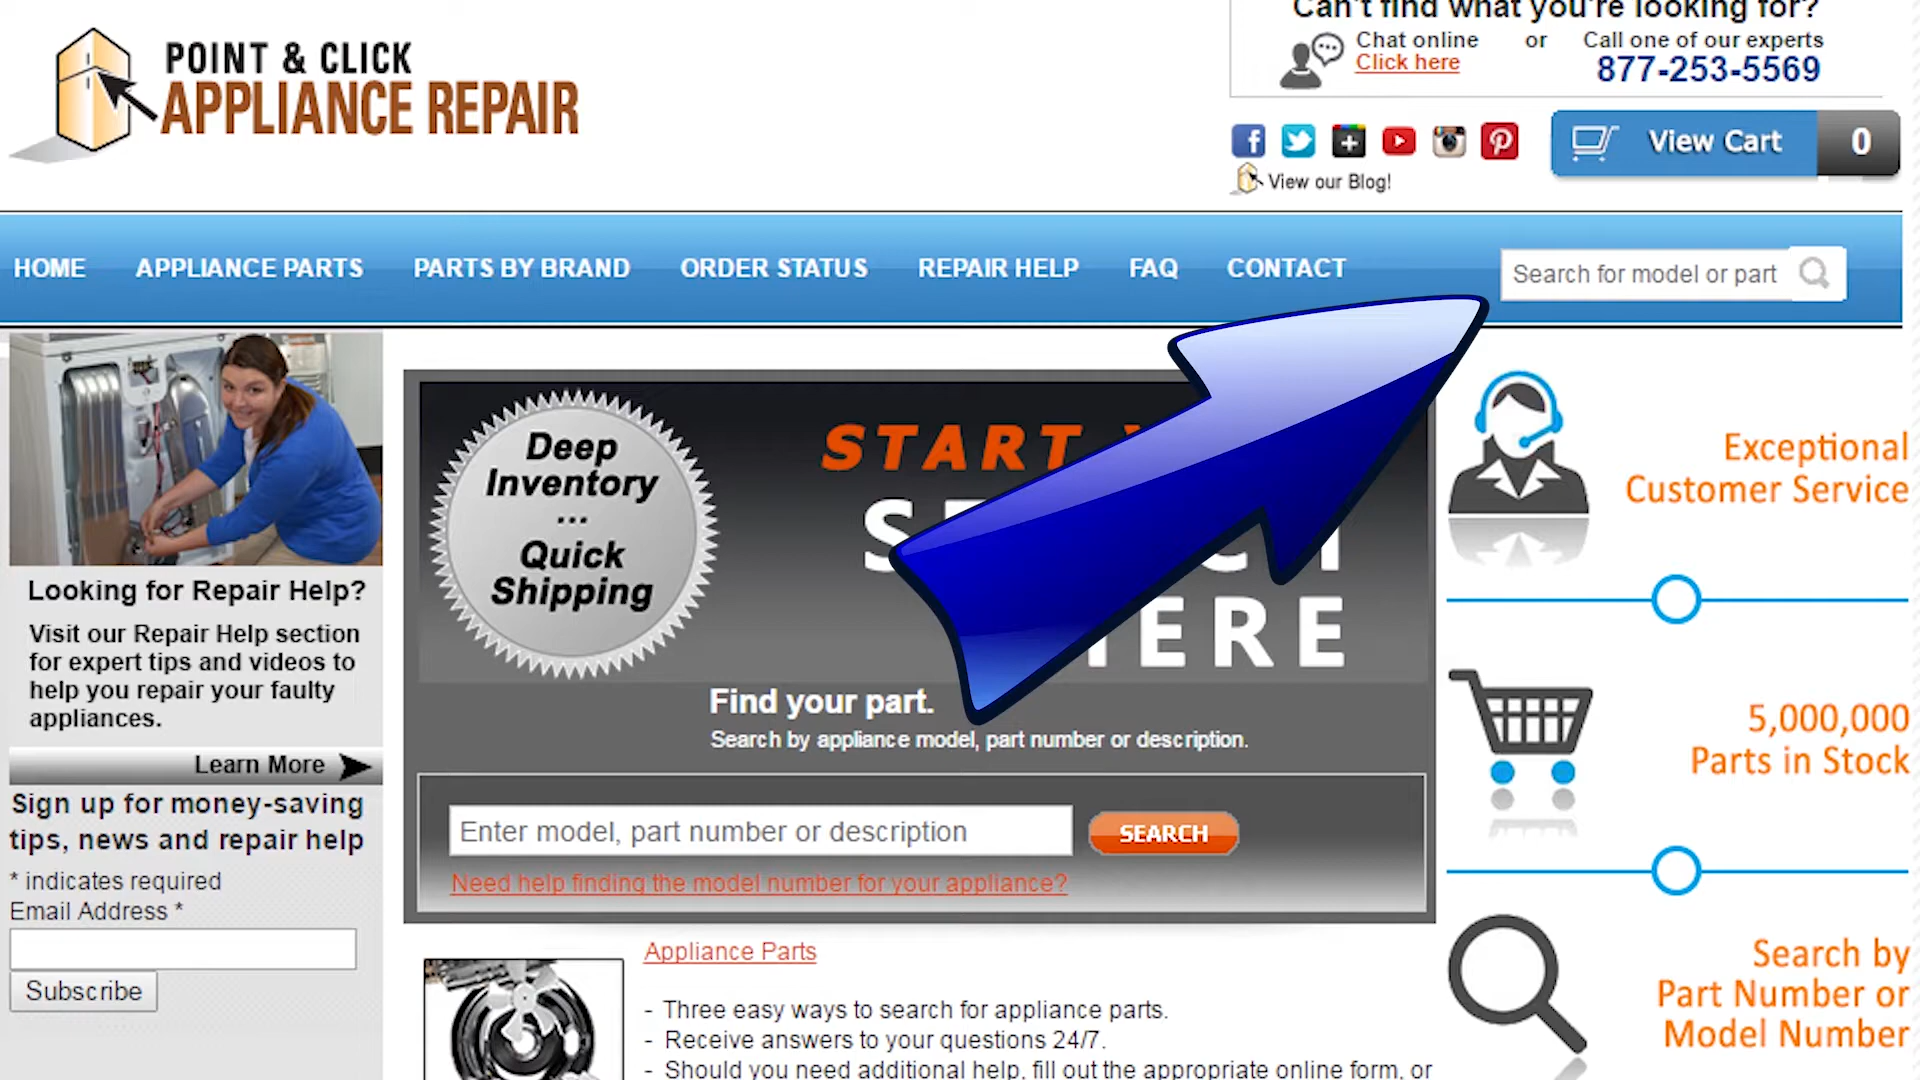 POINT & CLICK
APPLIANCE REPAIR
Can't find what you're looking for?
Chat online or Call one of our experts
Click here
877-253-5569
View Cart 0
View our Blog!
HOME APPLIANCE PARTS PARTS BY BRAND ORDER STATUS REPAIR HELP FAQ CONTACT
Search for model or part
Looking for Repair Help?
Visit our Repair Help section
for expert tips and videos to
help you repair your faulty
appliances.
Learn More
Sign up for money-saving
tips, news and repair help
* indicates required
Email Address *
Subscribe
Deep
Inventory
...
Quick
Shipping
START
Find your part.
Search by appliance model, part number or description.
Enter model, part number or description
SEARCH
Need help finding the model number for your appliance?
Appliance Parts
- Three easy ways to search for appliance parts.
- Receive answers to your questions 24/7.
- Should you need additional help, fill out the appropriate online form, or
Exceptional
Customer Service
5,000,000
Parts in Stock
Search by
Part Number or
Model Number